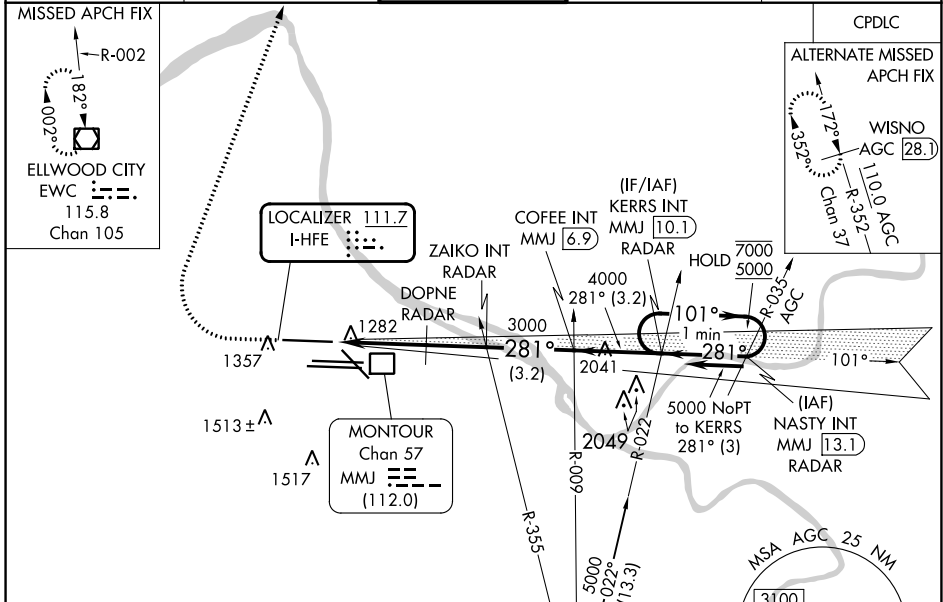 MISSED APCH FIX
R-002
182°
002°
ELLWOOD CITY
EWC
115.8
Chan 105
CPDLC
ALTERNATE MISSED
APCH FIX
172°
352°
WISNO
AGC 28.1
110.0 AGC
Chan 37
R-352
LOCALIZER 111.7
I-HFE
ZAIKO INT
RADAR
DOPNE
RADAR
COFEE INT
MMJ 6.9
(IF/IAF)
KERRS INT
MMJ 10.1
RADAR
HOLD
7000
5000
R-035
AGC
4000
281° (3.2)
101°
1 min
281°
101°
1282
1357
3000
281°
(3.2)
2041
5000 NoPT
to KERRS
281° (3)
(IAF)
NASTY INT
MMJ 13.1
RADAR
1513 ±
1517
MONTOUR
Chan 57
MMJ
(112.0)
2049
R-022
R-009
R-355
5000
022°
(13.3)
MSA AGC 25 NM
3100